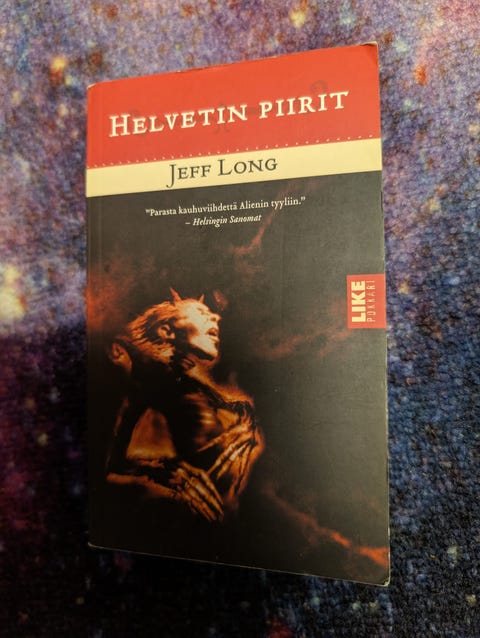 HELVETIN PIIRIT
JEFF LONG
"Parasta kauhuviihdettä Alienin tyyliin."
– Helsingin Sanomat
LIKE
POKKARI